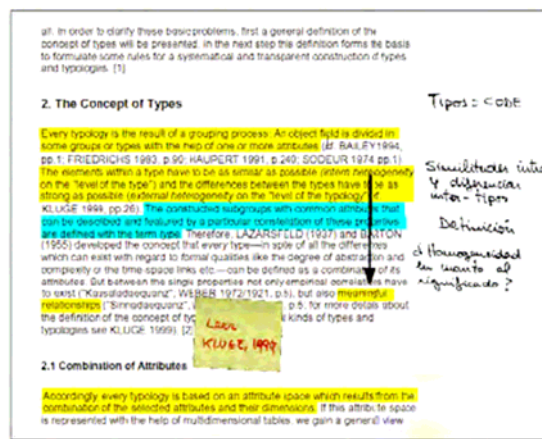 all. In order to clarify these basic problems, first a general definition of the
concept of types will be presented. In the next step this definition forms the basis
to formulate some rules for a systematical and transparent construction of types
and typologies. [1]
2. The Concept of Types
Every typology is the result of a grouping process: An object field is divided in
some groups or types with the help of one or more attributes (cf. BAILEY 1994,
pp.1; FRIEDRICHS 1983, p.90; HAUPERT 1991, p.240; SODEUR 1974 pp.1)
The elements within a type have to be as similar as possible (intern homogeneity
on the "level of the type") and the differences between the types have to be as
strong as possible (external heterogeneity on the "level of the typology"
KLUGE 1999, pp.26). The constructed subgroups with common attributes that
can be described and featured by a particular constellation of these properties
are defined with the term type. Therefore, LAZARSFELD (1937) and BARTON
(1955) developed the concept that every type—in spite of all the differences
which can exist with regard to formal qualities like the degree of abstraction and
complexity or the time-space links etc.—can be defined as a combination of its
attributes. But between the single properties not only empirical correlations have
to exist ("Kausaladaequanz", WEBER 1972/1921, p.5), but also meaningful
relationships ("Sinnadaequanz", p.5; for more details about
the definition of the concept of kinds of types and
typologies see KLUGE 1999). [2]
Leer
KLUGE, 1999
2.1 Combination of Attributes
Accordingly every typology is based on an attribute space which results from the
combination of the selected attributes and their dimensions. If this attribute space
is represented with the help of multidimensional tables, we gain a general view
Tipos = CODE
Similitudes intra
y diferencias
inter-tipos
Definición
d Homogeneidad
en cuanto al
significado?